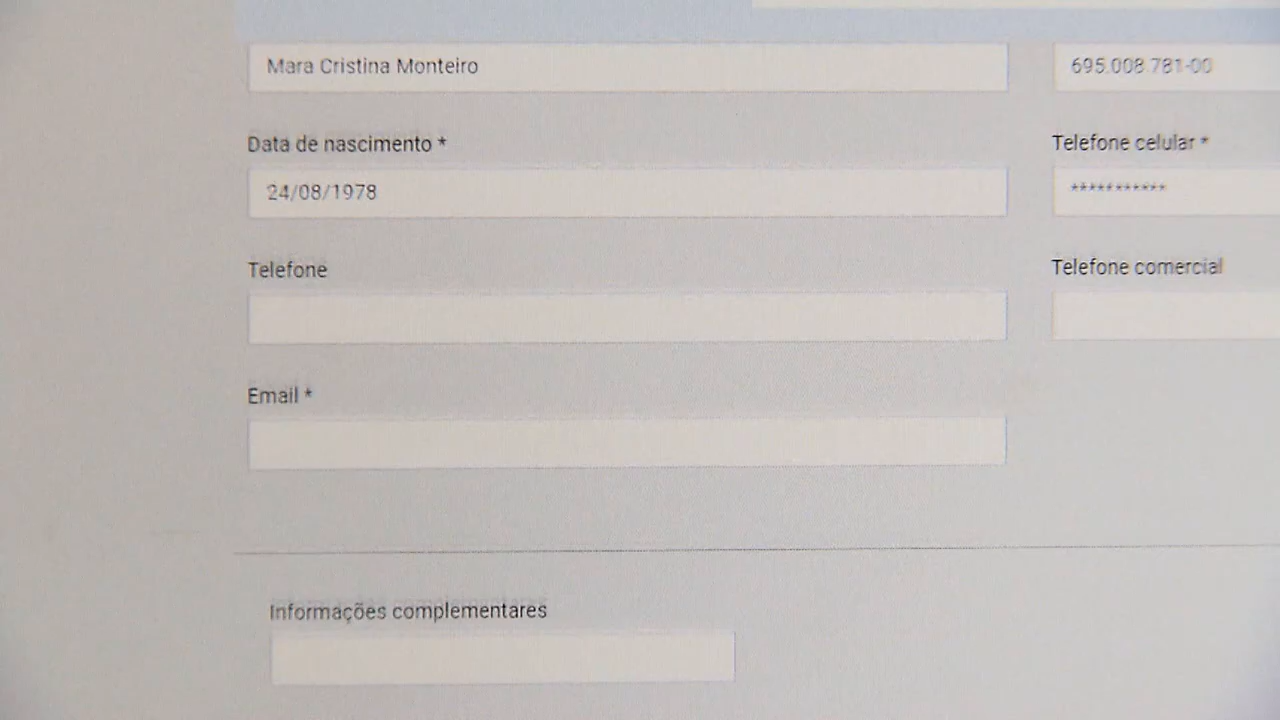 Mara Cristina Monteiro 695.008.781-00
Data de nascimento * Telefone celular *
24/08/1978 ***********
Telefone Telefone comercial
Email *
Informações complementares